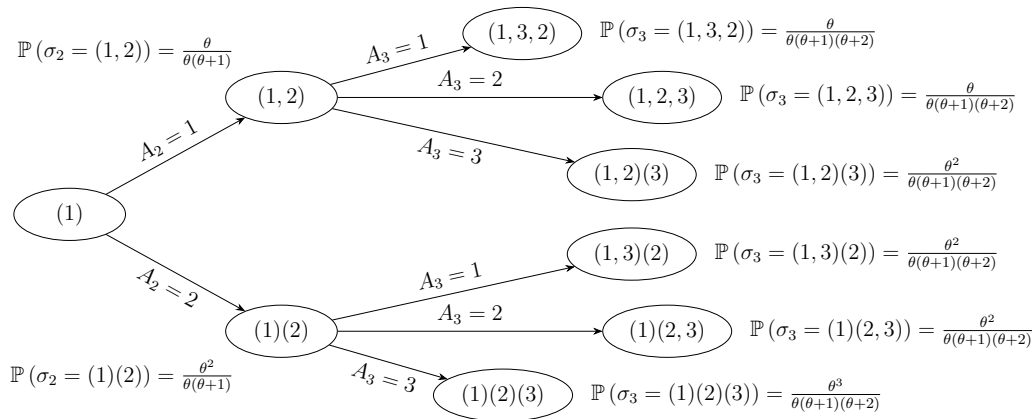 (1, 3, 2) ℙ (σ₃ = (1, 3, 2)) = θ / θ(θ+1)(θ+2)
ℙ (σ₂ = (1, 2)) = θ / θ(θ+1)
A₃ = 1
(1, 2) A₃ = 2 (1, 2, 3) ℙ (σ₃ = (1, 2, 3)) = θ / θ(θ+1)(θ+2)
A₂ = 1
A₃ = 3
(1, 2)(3) ℙ (σ₃ = (1, 2)(3)) = θ² / θ(θ+1)(θ+2)
(1)
(1, 3)(2) ℙ (σ₃ = (1, 3)(2)) = θ² / θ(θ+1)(θ+2)
A₂ = 2
A₃ = 1
(1)(2) A₃ = 2 (1)(2, 3) ℙ (σ₃ = (1)(2, 3)) = θ² / θ(θ+1)(θ+2)
ℙ (σ₂ = (1)(2)) = θ² / θ(θ+1)
A₃ = 3
(1)(2)(3) ℙ (σ₃ = (1)(2)(3)) = θ³ / θ(θ+1)(θ+2)